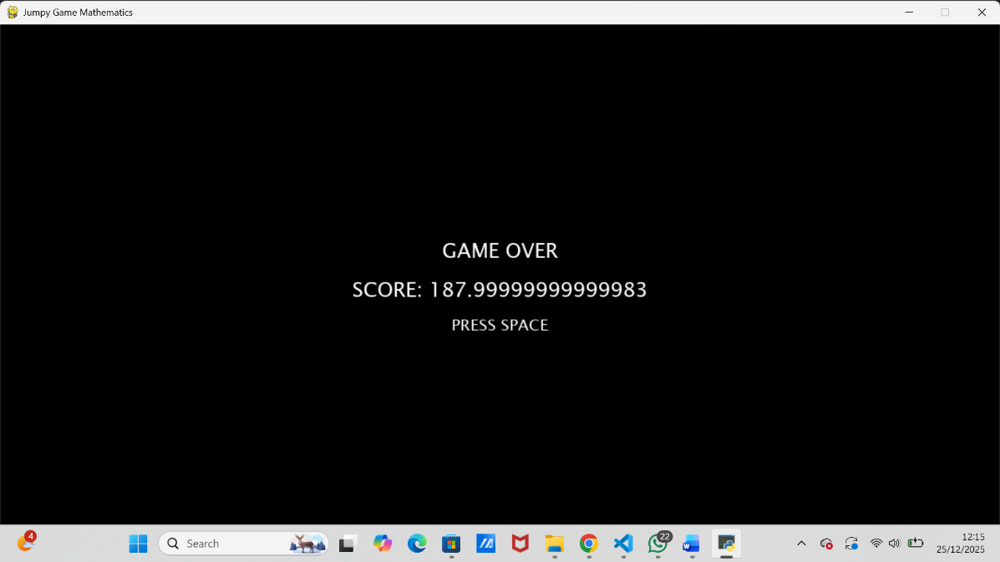 Jumpy Game Mathematics
GAME OVER
SCORE: 187.99999999999983
PRESS SPACE
4
Search
22
12:15
25/12/2025